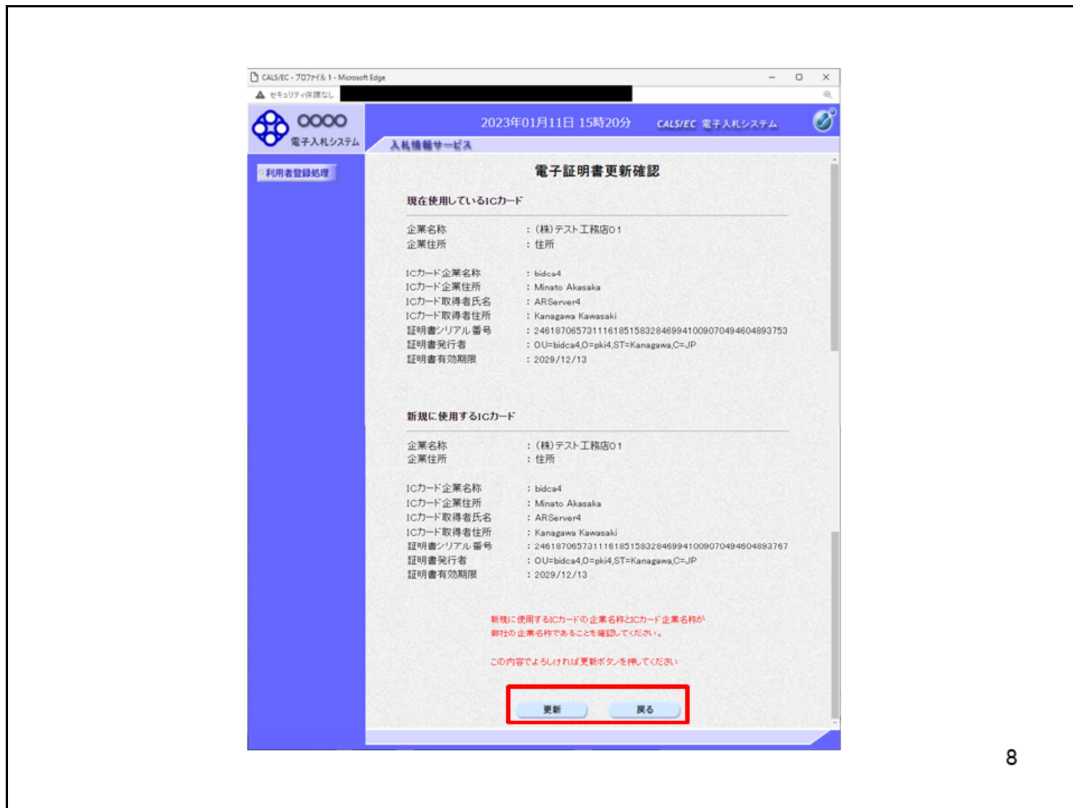 CALS/EC - プロファイル 1 - Microsoft Edge
セキュリティ保護なし
OOOO
電子入札システム
2023年01月11日 15時20分
CALS/EC 電子入札システム
入札情報サービス
利用者登録処理
電子証明書更新確認
現在使用しているICカード
企業名称 : (株)テスト工務店01
企業住所 : 住所
ICカード企業名称 : bidca4
ICカード企業住所 : Minato Akasaka
ICカード取得者氏名 : ARServer4
ICカード取得者住所 : Kanagawa Kawasaki
証明書シリアル番号 : 246187065731116185158328469941009070494604893753
証明書発行者 : OU=bidca4,O=pki4,ST=Kanagawa,C=JP
証明書有効期限 : 2029/12/13
新規に使用するICカード
企業名称 : (株)テスト工務店01
企業住所 : 住所
ICカード企業名称 : bidca4
ICカード企業住所 : Minato Akasaka
ICカード取得者氏名 : ARServer4
ICカード取得者住所 : Kanagawa Kawasaki
証明書シリアル番号 : 246187065731116185158328469941009070494604893767
証明書発行者 : OU=bidca4,O=pki4,ST=Kanagawa,C=JP
証明書有効期限 : 2029/12/13
新規に使用するICカードの企業名称とICカード企業名称が
御社の企業名称であることを確認してください。
この内容でよろしければ更新ボタンを押してください
更新 戻る
8